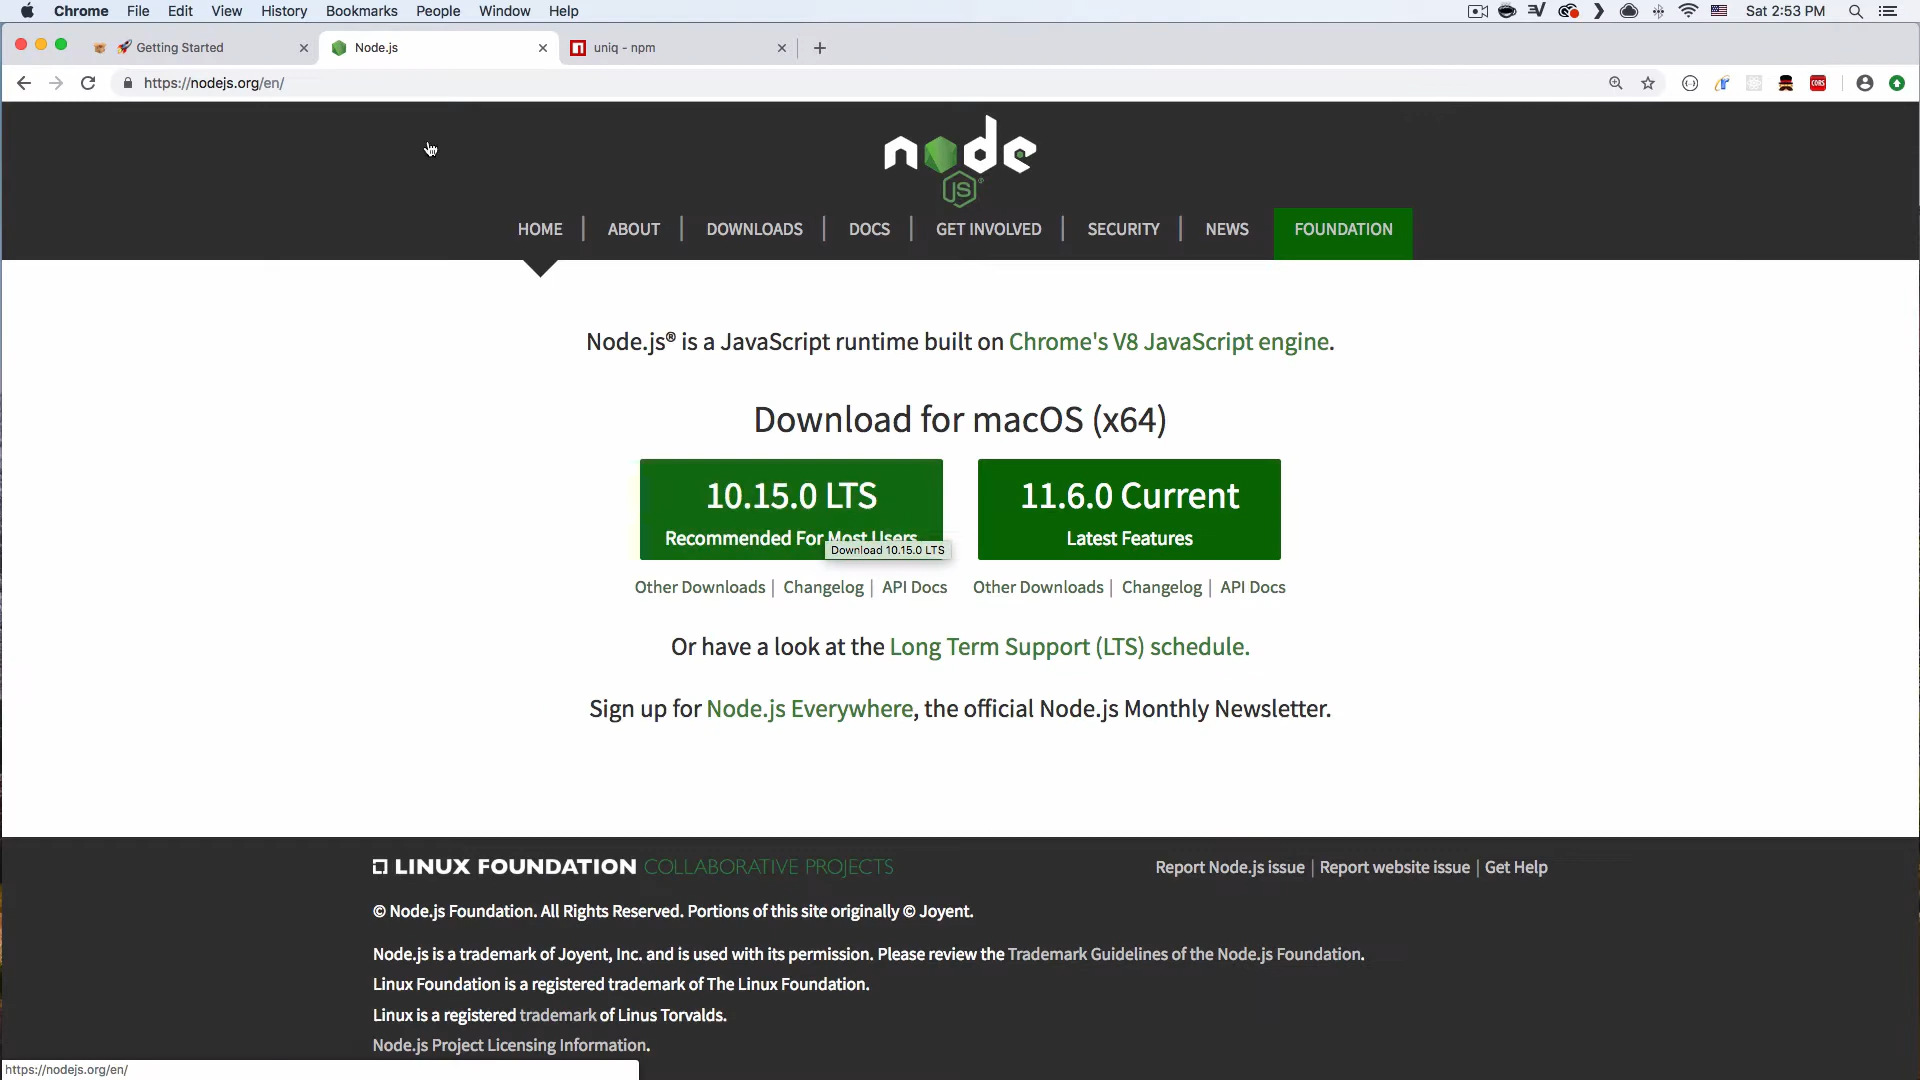 Chrome File Edit View History Bookmarks People Window Help Sat 2:53 PM
Getting Started Node.js uniq - npm
https://nodejs.org/en/ CORS
node
JS
HOME | ABOUT | DOWNLOADS | DOCS | GET INVOLVED | SECURITY | NEWS FOUNDATION
Node.js® is a JavaScript runtime built on Chrome's V8 JavaScript engine.
Download for macOS (x64)
10.15.0 LTS
Recommended For Most Users
Download 10.15.0 LTS
11.6.0 Current
Latest Features
Other Downloads | Changelog | API Docs
Other Downloads | Changelog | API Docs
Or have a look at the Long Term Support (LTS) schedule.
Sign up for Node.js Everywhere, the official Node.js Monthly Newsletter.
LINUX FOUNDATION COLLABORATIVE PROJECTS
Report Node.js issue | Report website issue | Get Help
© Node.js Foundation. All Rights Reserved. Portions of this site originally © Joyent.
Node.js is a trademark of Joyent, Inc. and is used with its permission. Please review the Trademark Guidelines of the Node.js Foundation.
Linux Foundation is a registered trademark of The Linux Foundation.
Linux is a registered trademark of Linus Torvalds.
Node.js Project Licensing Information.
https://nodejs.org/en/